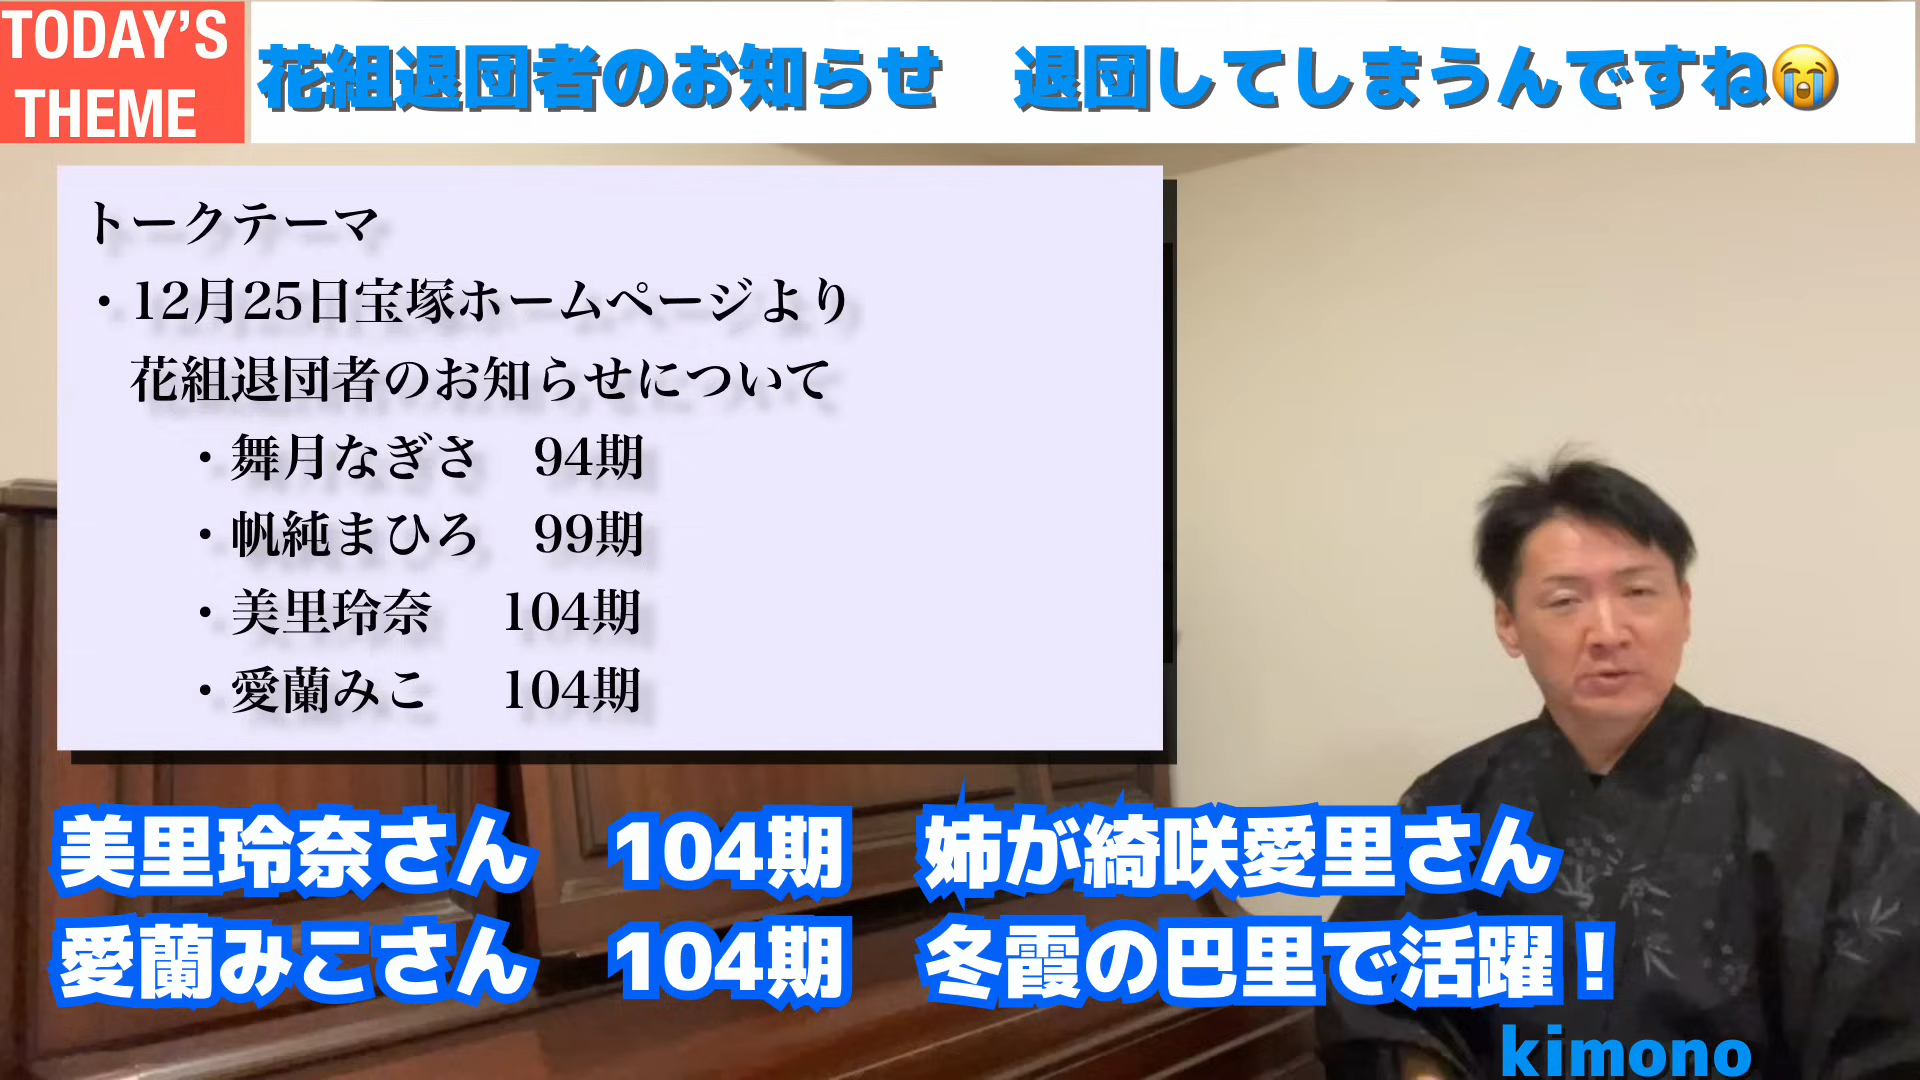 TODAY'S
THEME
花組退団者のお知らせ　退団してしまうんですね😭
トークテーマ
・12月25日宝塚ホームページより
花組退団者のお知らせについて
・舞月なぎさ　94期
・帆純まひろ　99期
・美里玲奈　104期
・愛蘭みこ　104期
美里玲奈さん　104期　姉が綺咲愛里さん
愛蘭みこさん　104期　冬霞の巴里で活躍！
kimono